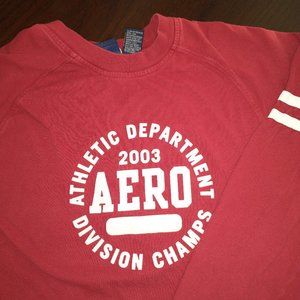 ATHLETIC DEPARTMENT
2003
AERO
DIVISION CHAMPS